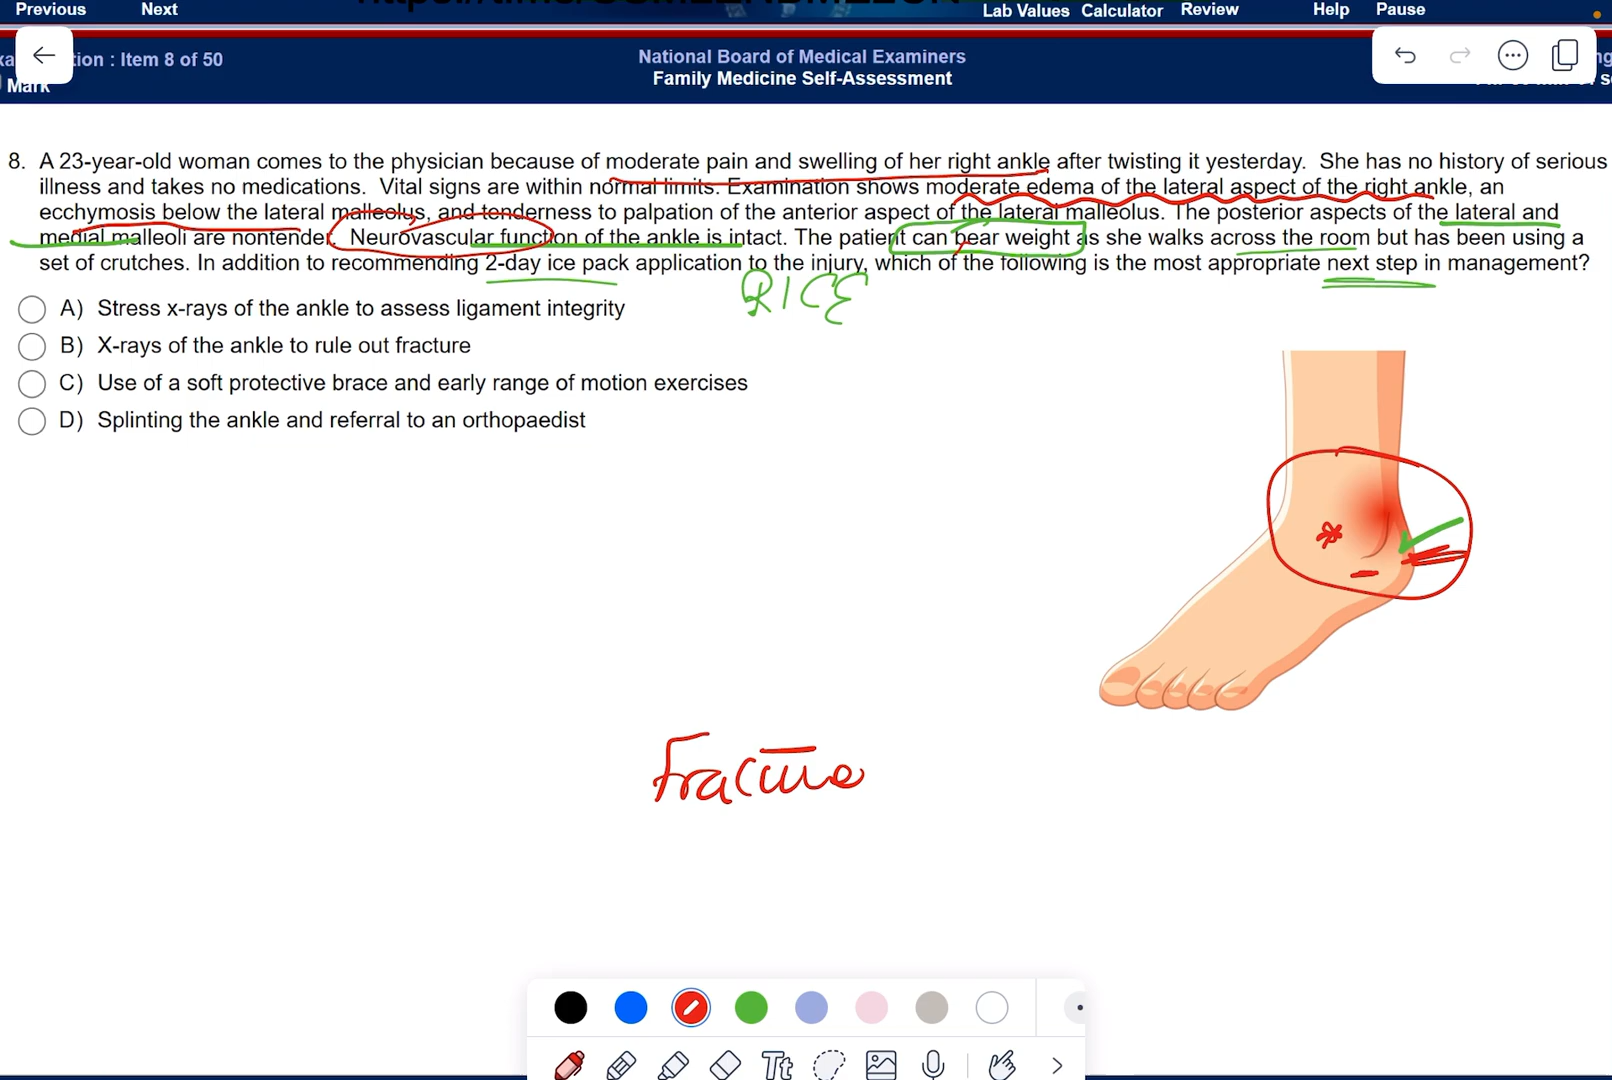 Previous Next Lab Values Calculator Review Help Pause
tion : Item 8 of 50
National Board of Medical Examiners
Mark
Family Medicine Self-Assessment
8. A 23-year-old woman comes to the physician because of moderate pain and swelling of her right ankle after twisting it yesterday. She has no history of serious
illness and takes no medications. Vital signs are within normal limits. Examination shows moderate edema of the lateral aspect of the right ankle, an
ecchymosis below the lateral malleolus, and tenderness to palpation of the anterior aspect of the lateral malleolus. The posterior aspects of the lateral and
medial malleoli are nontender. Neurovascular function of the ankle is intact. The patient can bear weight as she walks across the room but has been using a
set of crutches. In addition to recommending 2-day ice pack application to the injury, which of the following is the most appropriate next step in management?
RICE
A) Stress x-rays of the ankle to assess ligament integrity
B) X-rays of the ankle to rule out fracture
C) Use of a soft protective brace and early range of motion exercises
D) Splinting the ankle and referral to an orthopaedist
Fracture
Tt